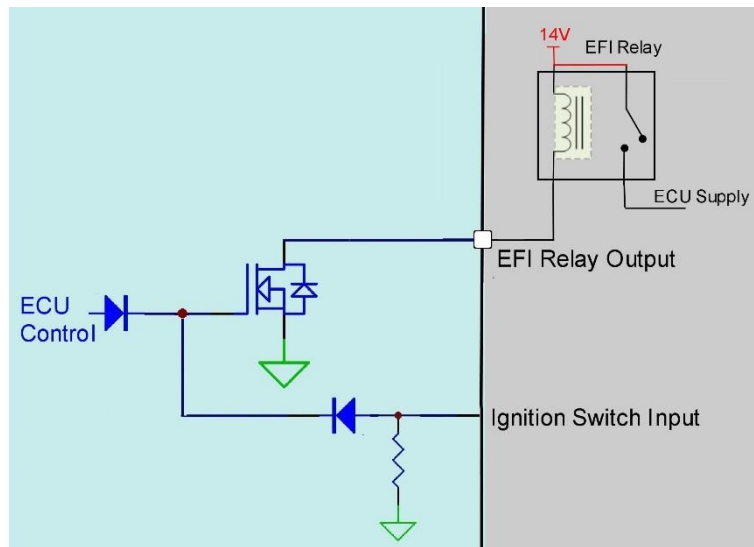 14V
EFI Relay
ECU Supply
EFI Relay Output
ECU
Control
Ignition Switch Input